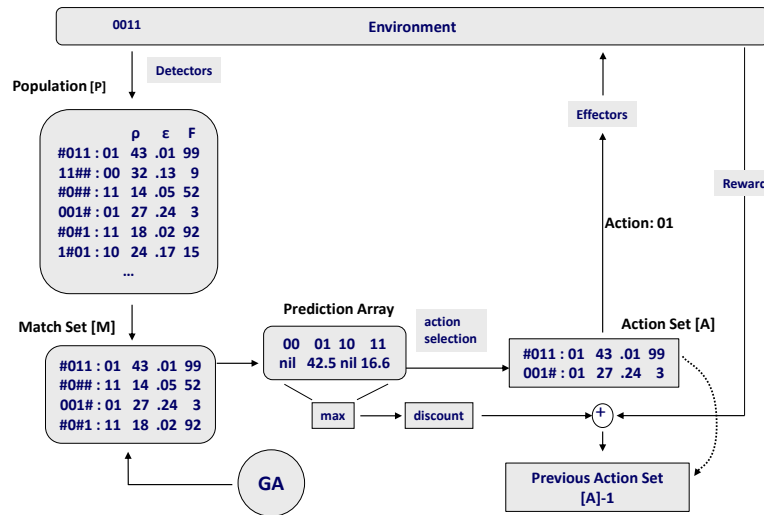 0011
Environment
Detectors
Population [P]
Effectors
ρ ε F
#011 : 01 43 .01 99
11## : 00 32 .13 9
#0## : 11 14 .05 52
001# : 01 27 .24 3
#0#1 : 11 18 .02 92
1#01 : 10 24 .17 15
...
Reward
Action: 01
Match Set [M]
#011 : 01 43 .01 99
#0## : 11 14 .05 52
001# : 01 27 .24 3
#0#1 : 11 18 .02 92
Prediction Array
00 01 10 11
nil 42.5 nil 16.6
action
selection
Action Set [A]
#011 : 01 43 .01 99
001# : 01 27 .24 3
max
discount
+
GA
Previous Action Set
[A]-1